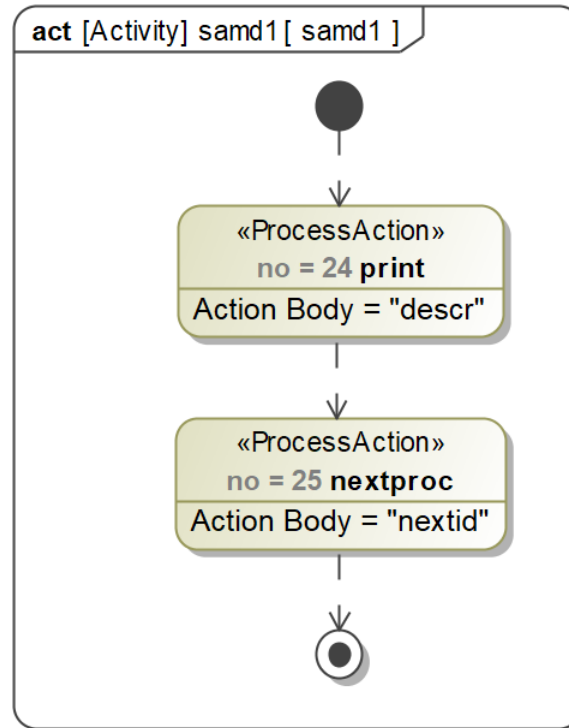 act [Activity] samd1 [ samd1 ]
«ProcessAction»
no = 24 print
Action Body = "descr"
«ProcessAction»
no = 25 nextproc
Action Body = "nextid"